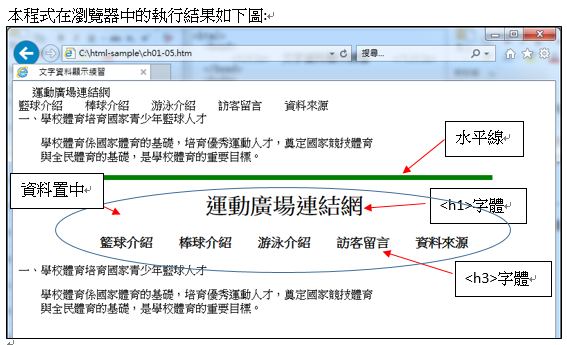 本程式在瀏覽器中的執行結果如下圖:
C:\html-sample\ch01-05.htm
搜尋...
文字資料顯示練習
運動廣場連結網
籃球介紹 棒球介紹 游泳介紹 訪客留言 資料來源
一、學校體育培育國家青少年籃球人才
學校體育係國家體育的基礎，培育優秀運動人才，奠定國家競技體育
與全民體育的基礎，是學校體育的重要目標。
水平線
資料置中
運動廣場連結網
<h1>字體
籃球介紹 棒球介紹 游泳介紹 訪客留言 資料來源
<h3>字體
一、學校體育培育國家青少年籃球人才
學校體育係國家體育的基礎，培育優秀運動人才，奠定國家競技體育
與全民體育的基礎，是學校體育的重要目標。